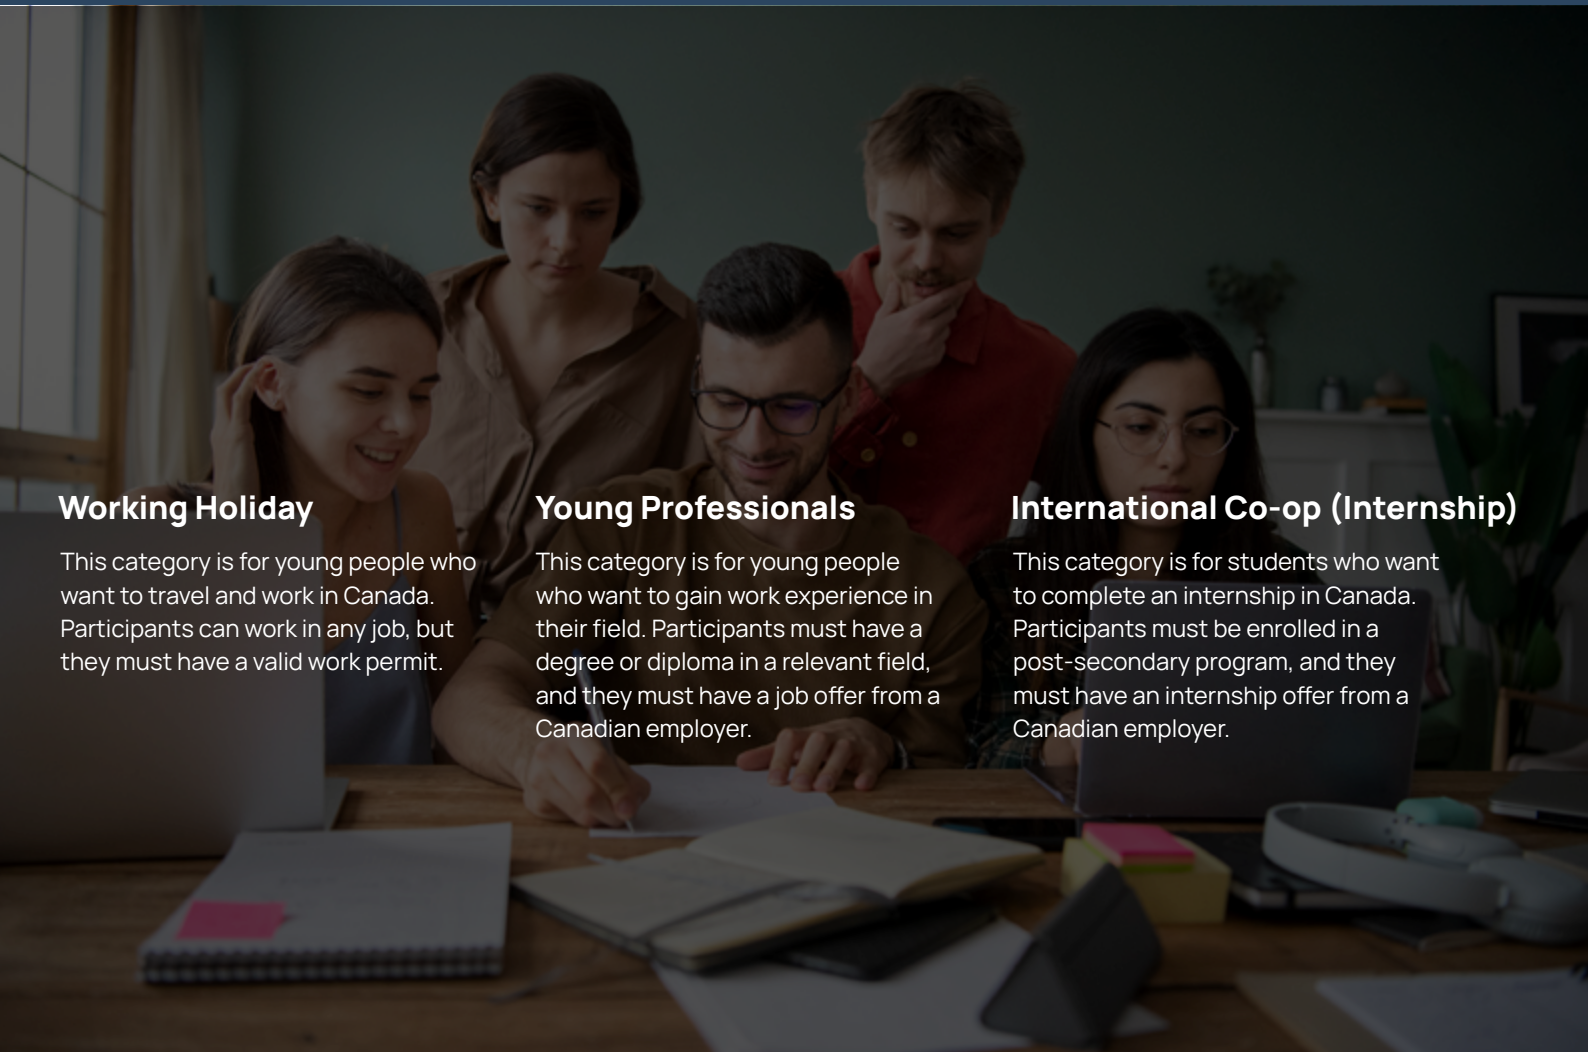 Working Holiday
This category is for young people who
want to travel and work in Canada.
Participants can work in any job, but
they must have a valid work permit.
Young Professionals
This category is for young people
who want to gain work experience in
their field. Participants must have a
degree or diploma in a relevant field,
and they must have a job offer from a
Canadian employer.
International Co-op (Internship)
This category is for students who want
to complete an internship in Canada.
Participants must be enrolled in a
post-secondary program, and they
must have an internship offer from a
Canadian employer.